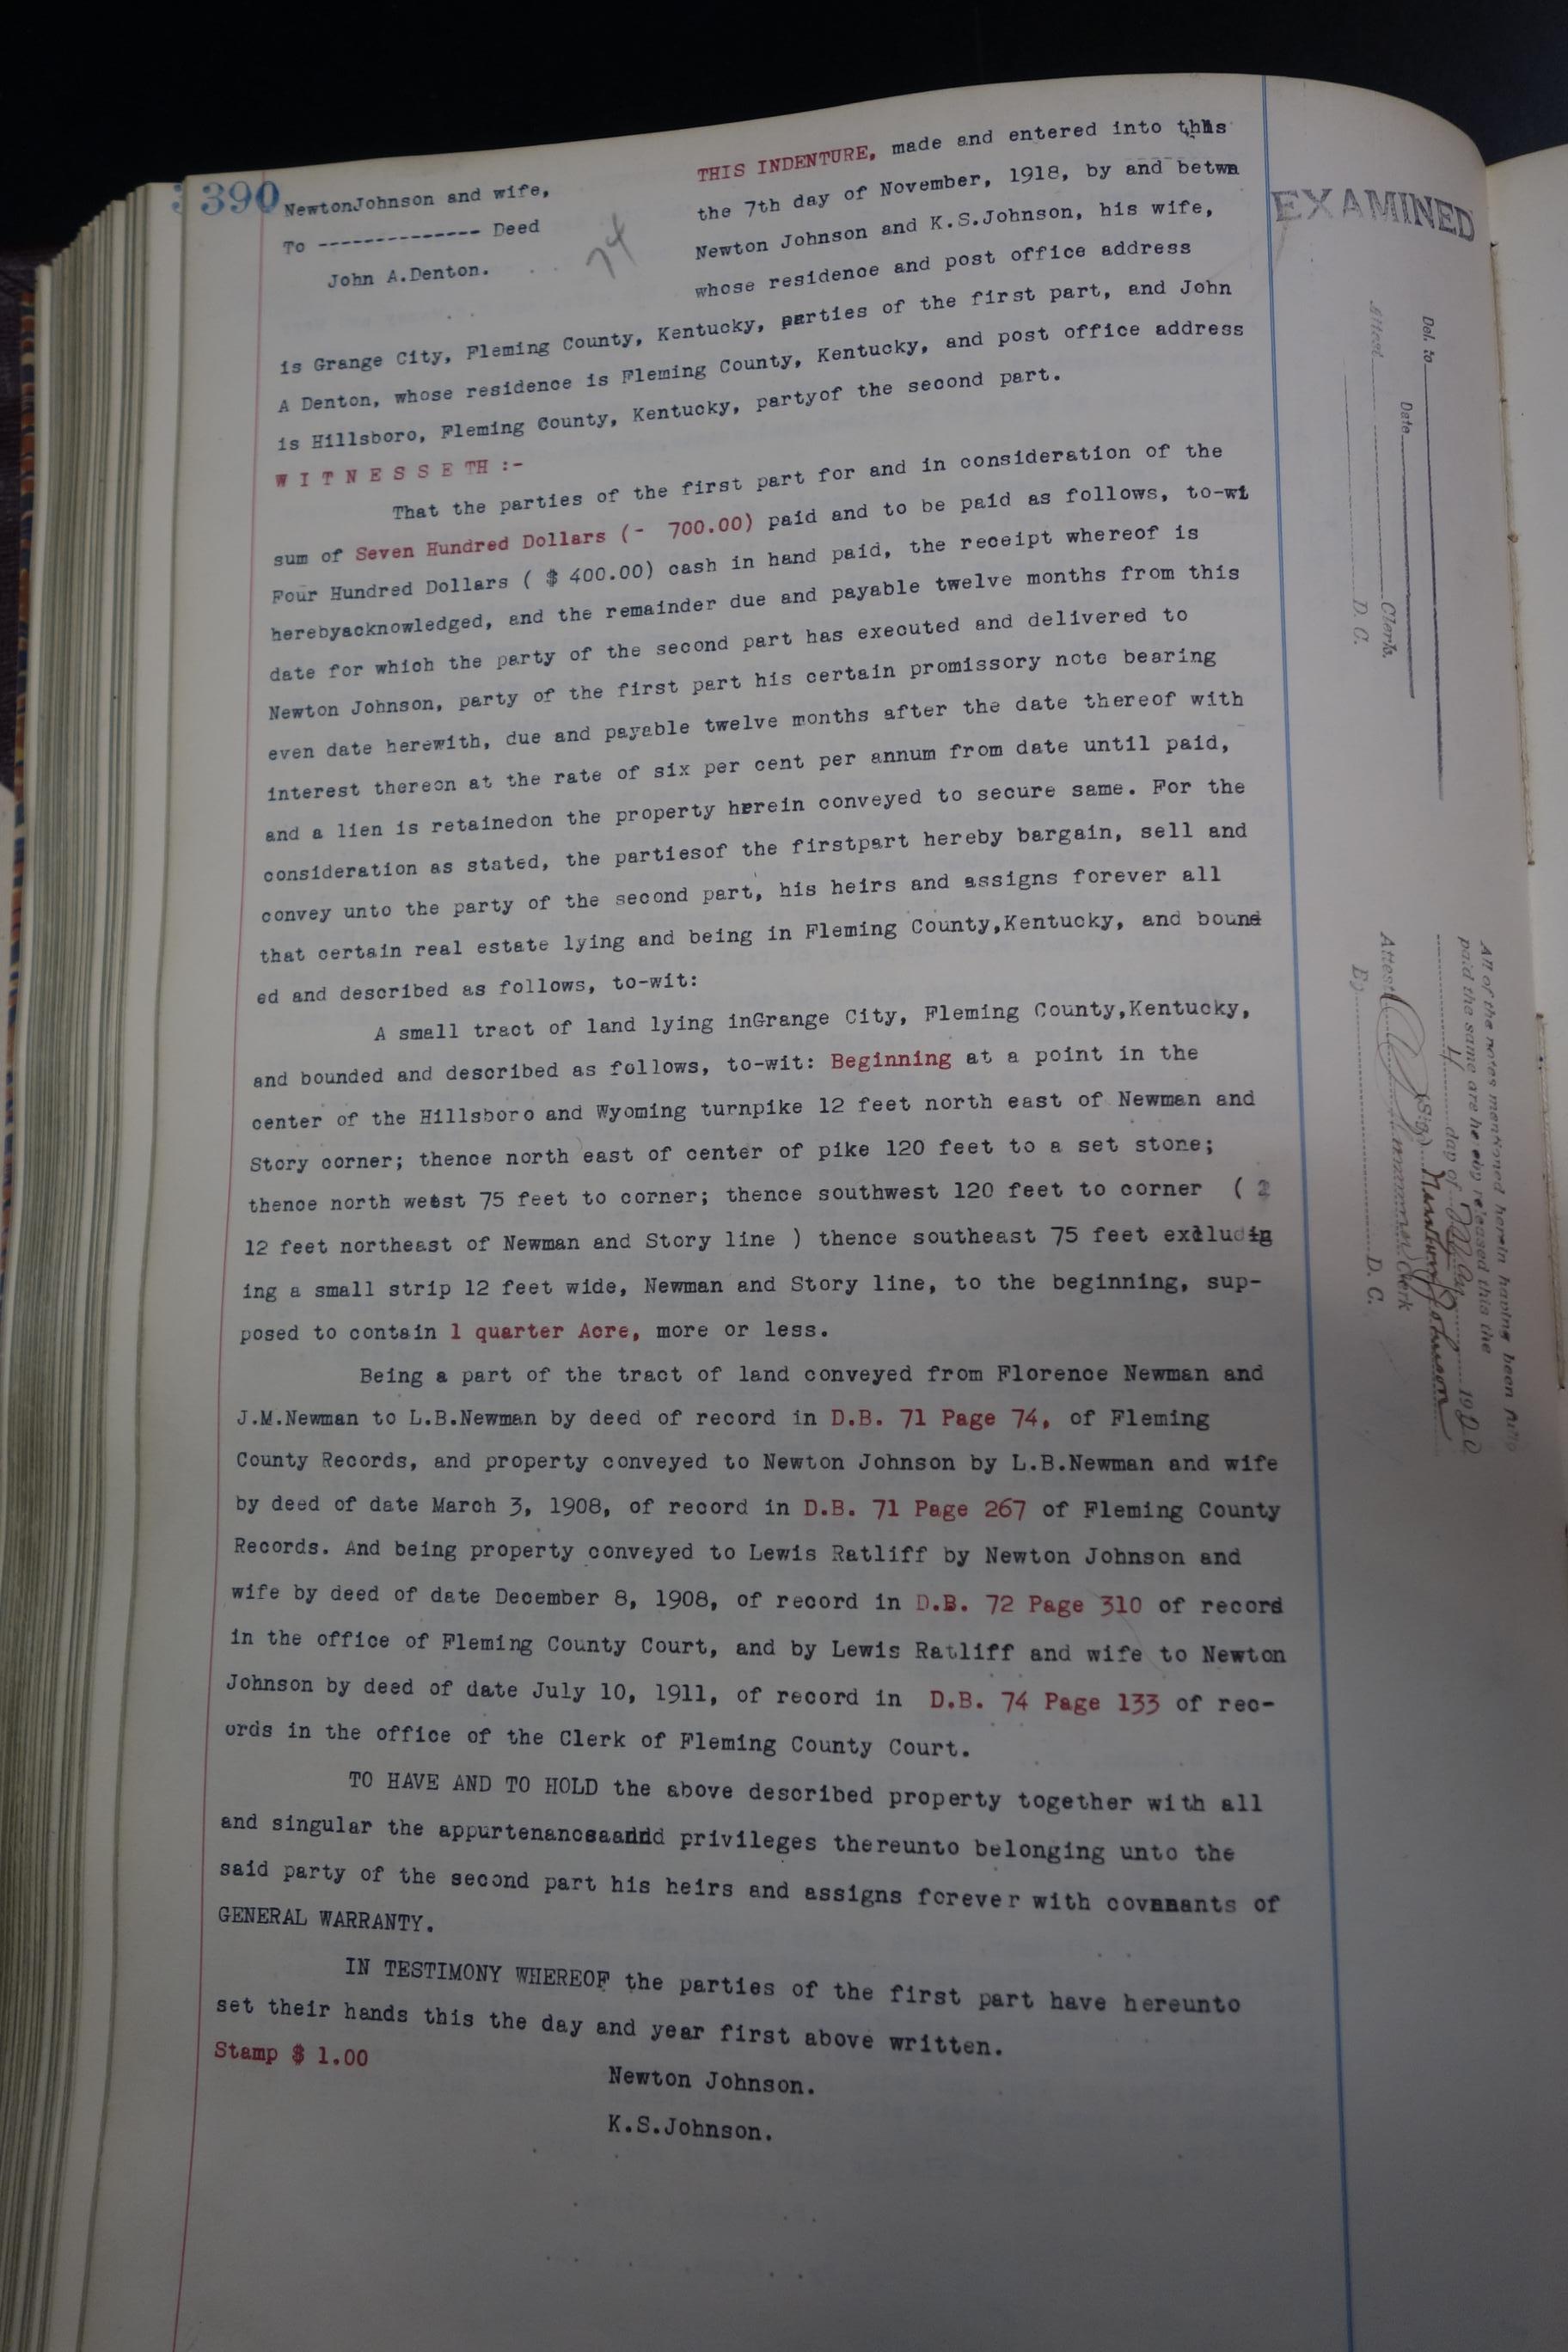 390
NewtonJohnson and wife,
To -------------- Deed
John A.Denton.
74
THIS INDENTURE, made and entered into this
the 7th day of November, 1918, by and betwn
Newton Johnson and K.S.Johnson, his wife,
whose residence and post office address
is Grange City, Fleming County, Kentucky, parties of the first part, and John
A Denton, whose residence is Fleming County, Kentucky, and post office address
is Hillsboro, Fleming County, Kentucky, partyof the second part.
W I T N E S S E TH :-
That the parties of the first part for and in consideration of the
sum of Seven Hundred Dollars (- 700.00) paid and to be paid as follows, to-wi
Four Hundred Dollars ( $ 400.00) cash in hand paid, the receipt whereof is
herebyacknowledged, and the remainder due and payable twelve months from this
date for which the party of the second part has executed and delivered to
Newton Johnson, party of the first part his certain promissory note bearing
even date herewith, due and payable twelve months after the date thereof with
interest thereon at the rate of six per cent per annum from date until paid,
and a lien is retainedon the property herein conveyed to secure same. For the
consideration as stated, the partiesof the firstpart hereby bargain, sell and
convey unto the party of the second part, his heirs and assigns forever all
that certain real estate lying and being in Fleming County,Kentucky, and bound
ed and described as follows, to-wit:
A small tract of land lying inGrange City, Fleming County,Kentucky,
and bounded and described as follows, to-wit: Beginning at a point in the
center of the Hillsboro and Wyoming turnpike 12 feet north east of Newman and
Story corner; thence north east of center of pike 120 feet to a set stone;
thence north west 75 feet to corner; thence southwest 120 feet to corner ( 2
12 feet northeast of Newman and Story line ) thence southeast 75 feet excluding
ing a small strip 12 feet wide, Newman and Story line, to the beginning, sup-
posed to contain 1 quarter Acre, more or less.
Being a part of the tract of land conveyed from Florence Newman and
J.M.Newman to L.B.Newman by deed of record in D.B. 71 Page 74, of Fleming
County Records, and property conveyed to Newton Johnson by L.B.Newman and wife
by deed of date March 3, 1908, of record in D.B. 71 Page 267 of Fleming County
Records. And being property conveyed to Lewis Ratliff by Newton Johnson and
wife by deed of date December 8, 1908, of record in D.B. 72 Page 310 of record
in the office of Fleming County Court, and by Lewis Ratliff and wife to Newton
Johnson by deed of date July 10, 1911, of record in D.B. 74 Page 133 of rec-
ords in the office of the Clerk of Fleming County Court.
TO HAVE AND TO HOLD the above described property together with all
and singular the appurtenancesaand privileges thereunto belonging unto the
said party of the second part his heirs and assigns forever with covenants of
GENERAL WARRANTY.
IN TESTIMONY WHEREOF the parties of the first part have hereunto
set their hands this the day and year first above written.
Stamp $ 1.00
Newton Johnson.
K.S.Johnson.
EXAMINED
Del. to
Date
Attest
Clerk,
D. C.
All of the notes mentioned herein having been fully
paid the same are hereby released this the
4 day of 1920
(Sig.) Newton Johnson
Attest Clerk
By D. C.